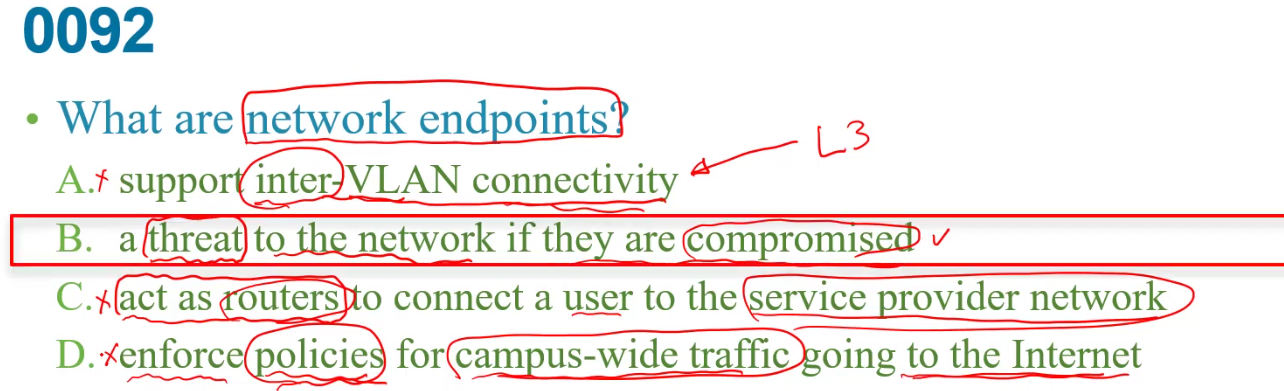 0092
• What are network endpoints?
L3
A. x support inter-VLAN connectivity
B. a threat to the network if they are compromised ✓
C. x act as routers to connect a user to the service provider network
D. x enforce policies for campus-wide traffic going to the Internet